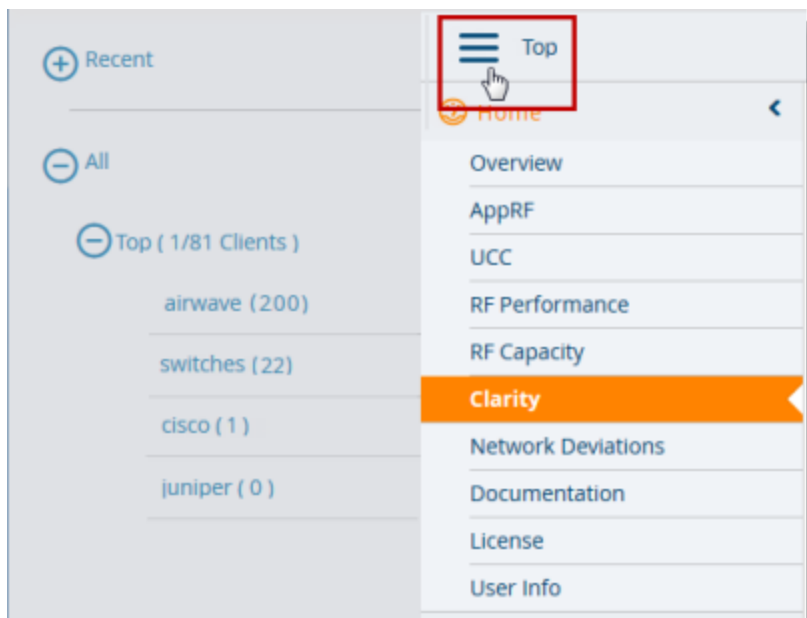 Recent
All
Top ( 1/81 Clients )
airwave (200)
switches (22)
cisco ( 1 )
juniper ( 0 )
Top
Home
Overview
AppRF
UCC
RF Performance
RF Capacity
Clarity
Network Deviations
Documentation
License
User Info